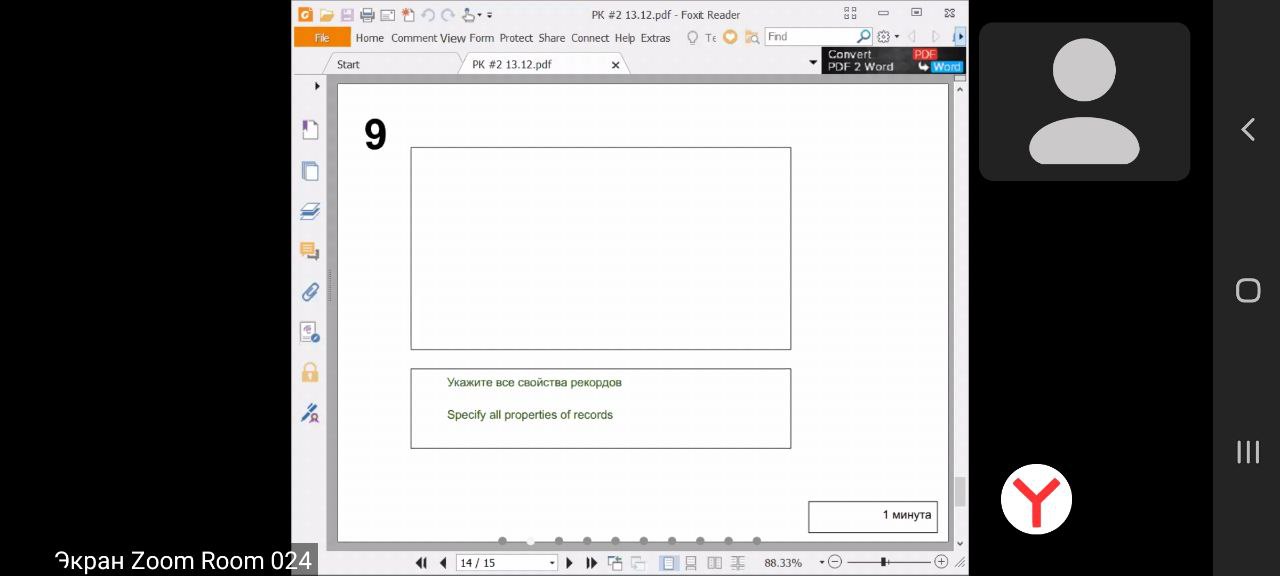 PK #2 13.12.pdf - Foxit Reader
File Home Comment View Form Protect Share Connect Help Extras Te Find
Start PK #2 13.12.pdf
Convert PDF
PDF 2 Word Word
9
Укажите все свойства рекордов
Specify all properties of records
1 минута
14 / 15 88.33%
Экран Zoom Room 024